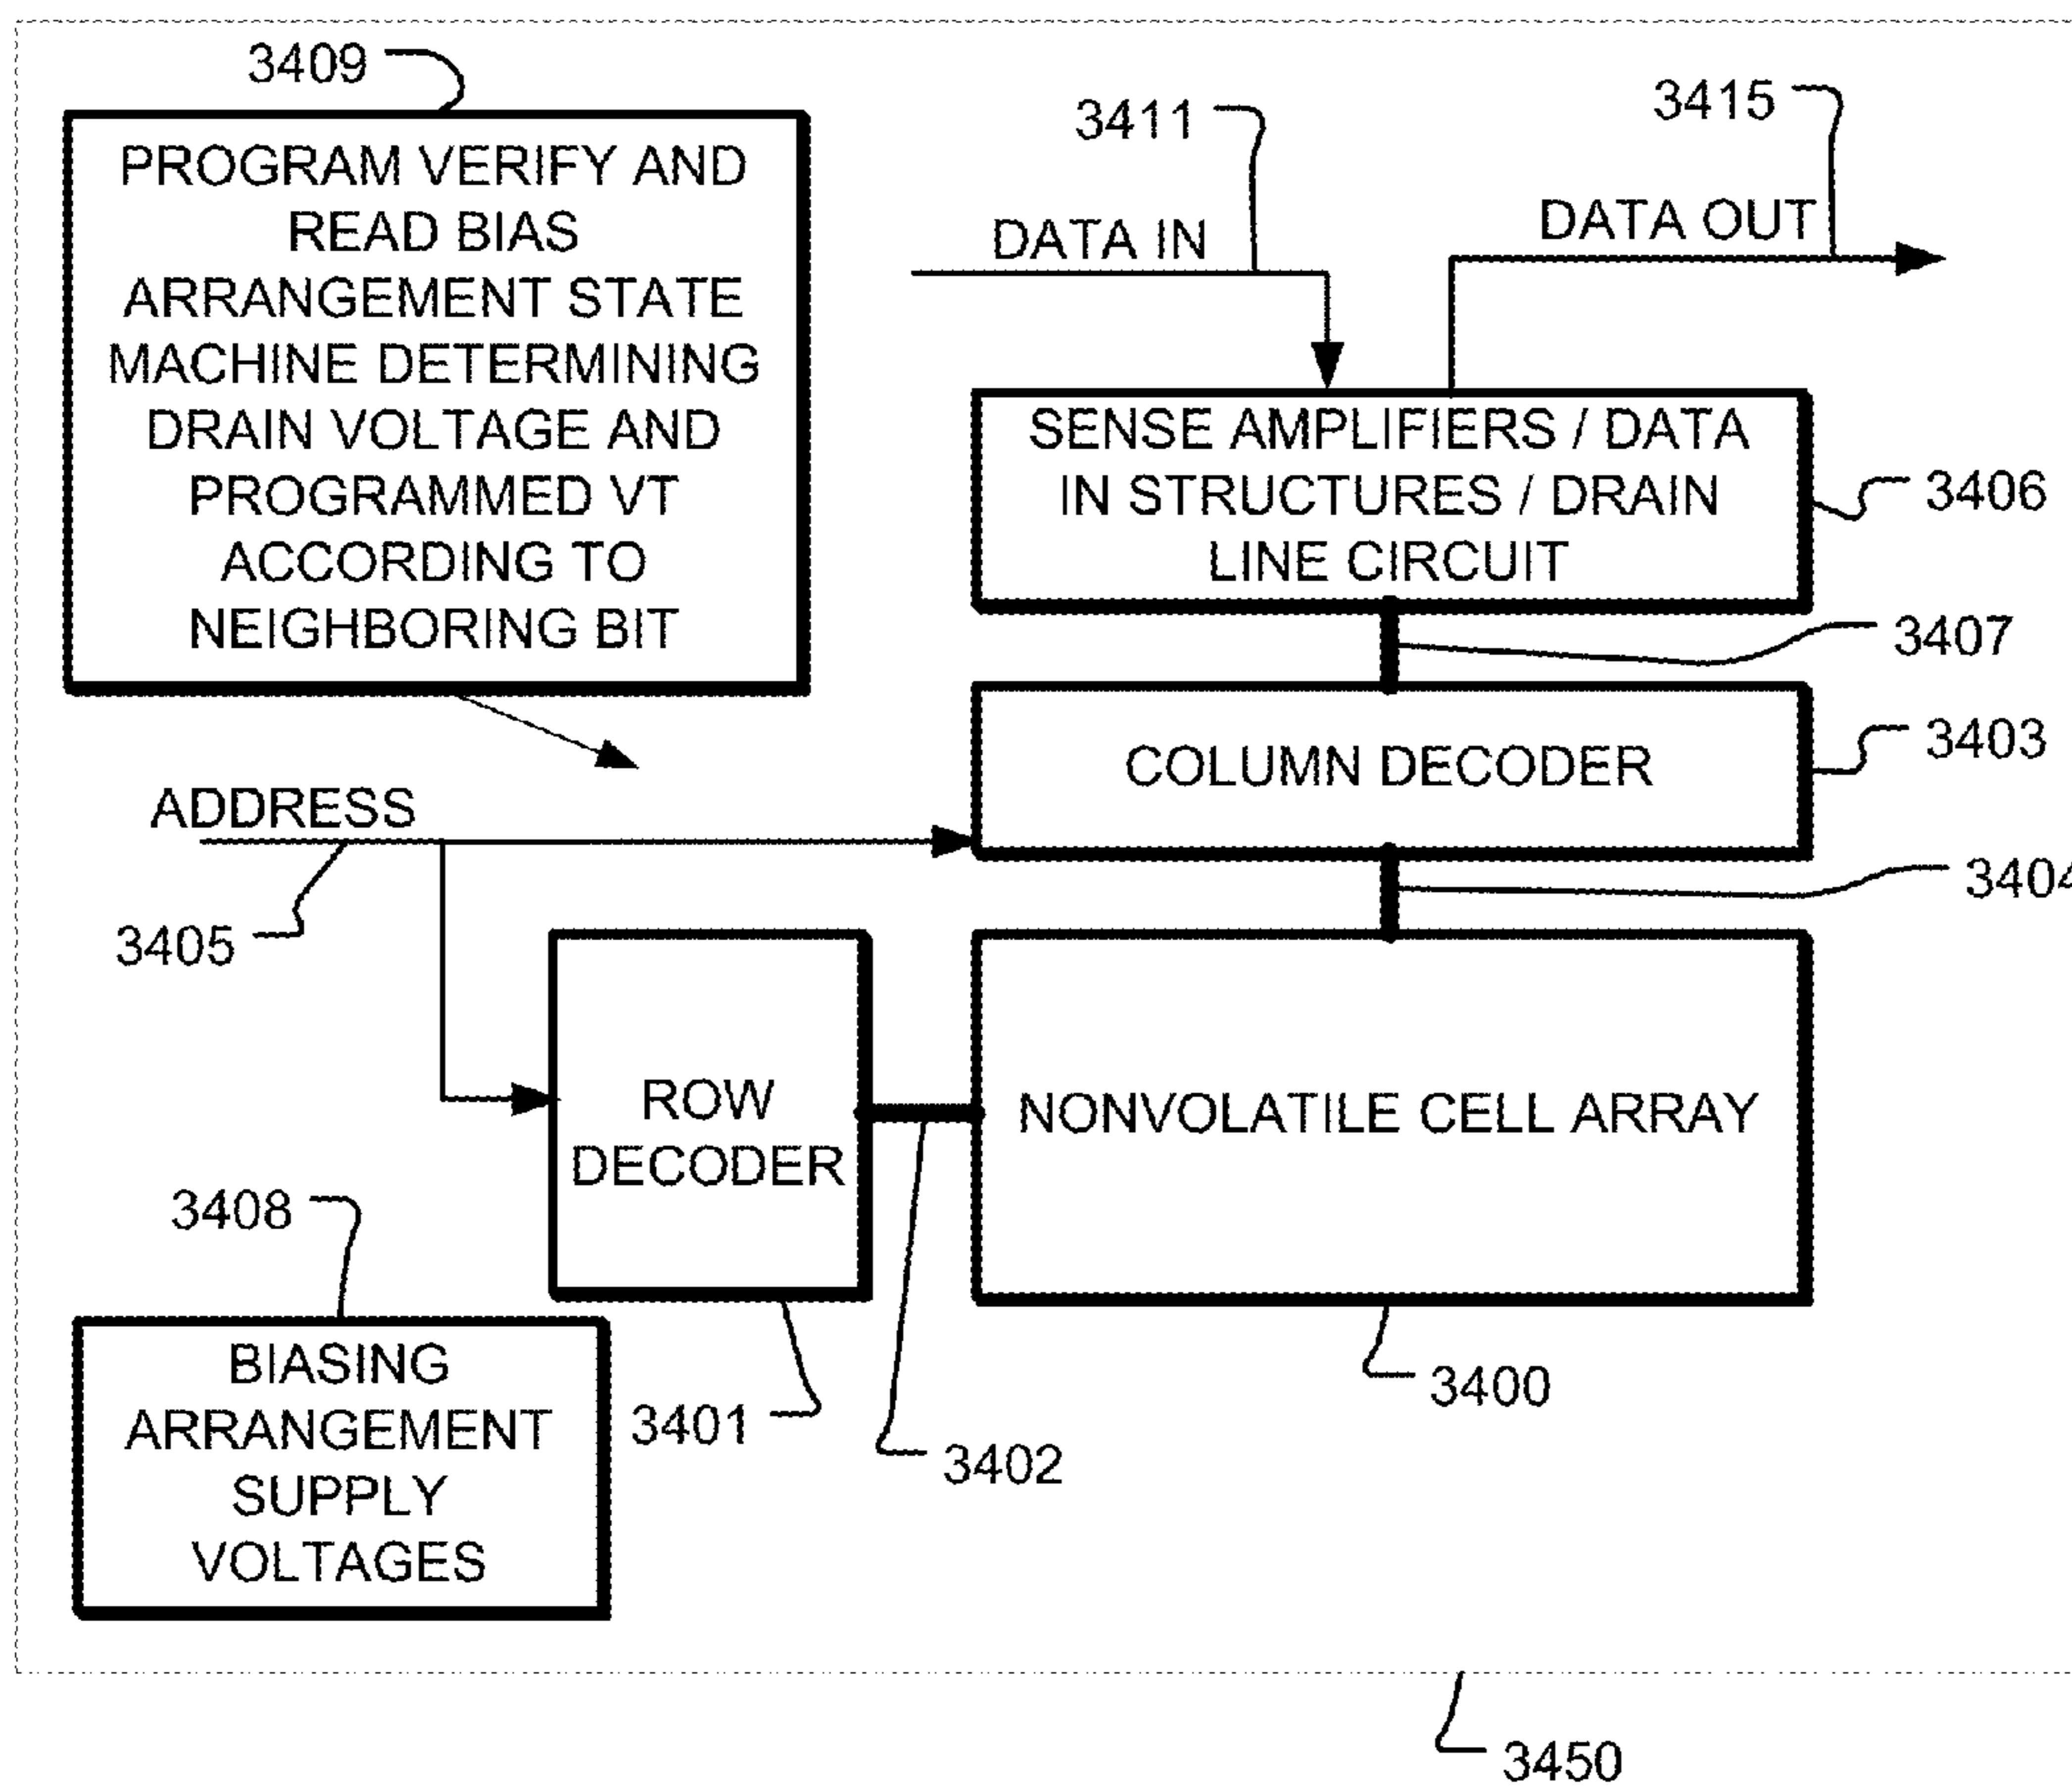 3409
PROGRAM VERIFY AND
READ BIAS
ARRANGEMENT STATE
MACHINE DETERMINING
DRAIN VOLTAGE AND
PROGRAMMED VT
ACCORDING TO
NEIGHBORING BIT
3411
3415
DATA IN
DATA OUT
SENSE AMPLIFIERS / DATA
IN STRUCTURES / DRAIN
LINE CIRCUIT
3406
3407
COLUMN DECODER
3403
ADDRESS
3404
3405
ROW
DECODER
NONVOLATILE CELL ARRAY
3408
BIASING
ARRANGEMENT
SUPPLY
VOLTAGES
3401
3402
3400
3450